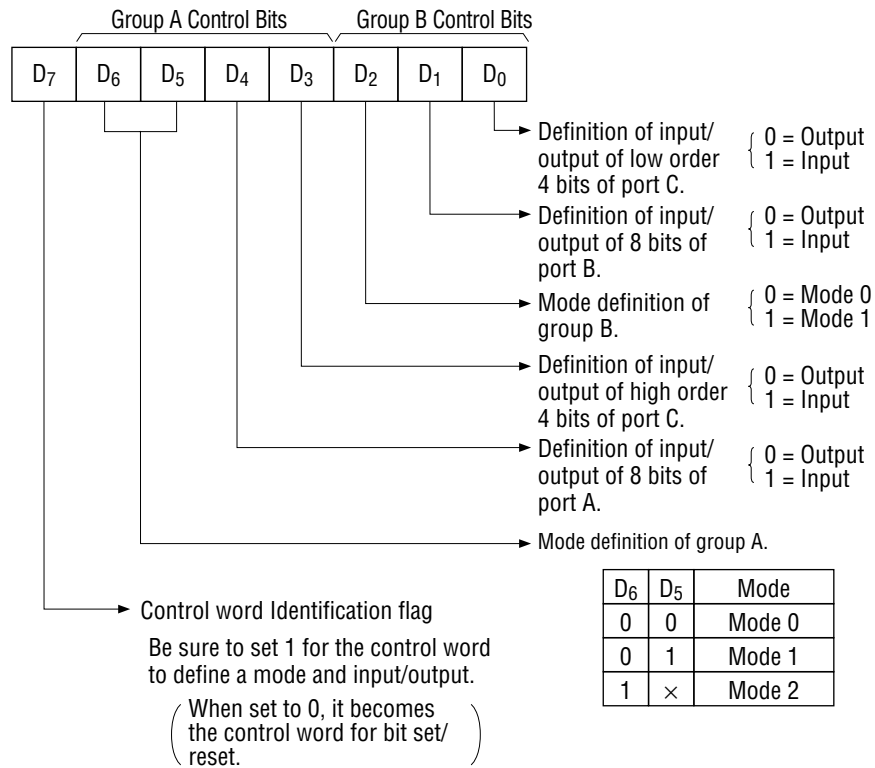 Group A Control Bits
Group B Control Bits
D7 D6 D5 D4 D3 D2 D1 D0
Definition of input/
output of low order
4 bits of port C.
0 = Output
1 = Input
Definition of input/
output of 8 bits of
port B.
0 = Output
1 = Input
Mode definition of
group B.
0 = Mode 0
1 = Mode 1
Definition of input/
output of high order
4 bits of port C.
0 = Output
1 = Input
Definition of input/
output of 8 bits of
port A.
0 = Output
1 = Input
Mode definition of group A.
D6 D5 Mode
0 0 Mode 0
0 1 Mode 1
1 × Mode 2
Control word Identification flag
Be sure to set 1 for the control word
to define a mode and input/output.
When set to 0, it becomes
the control word for bit set/
reset.